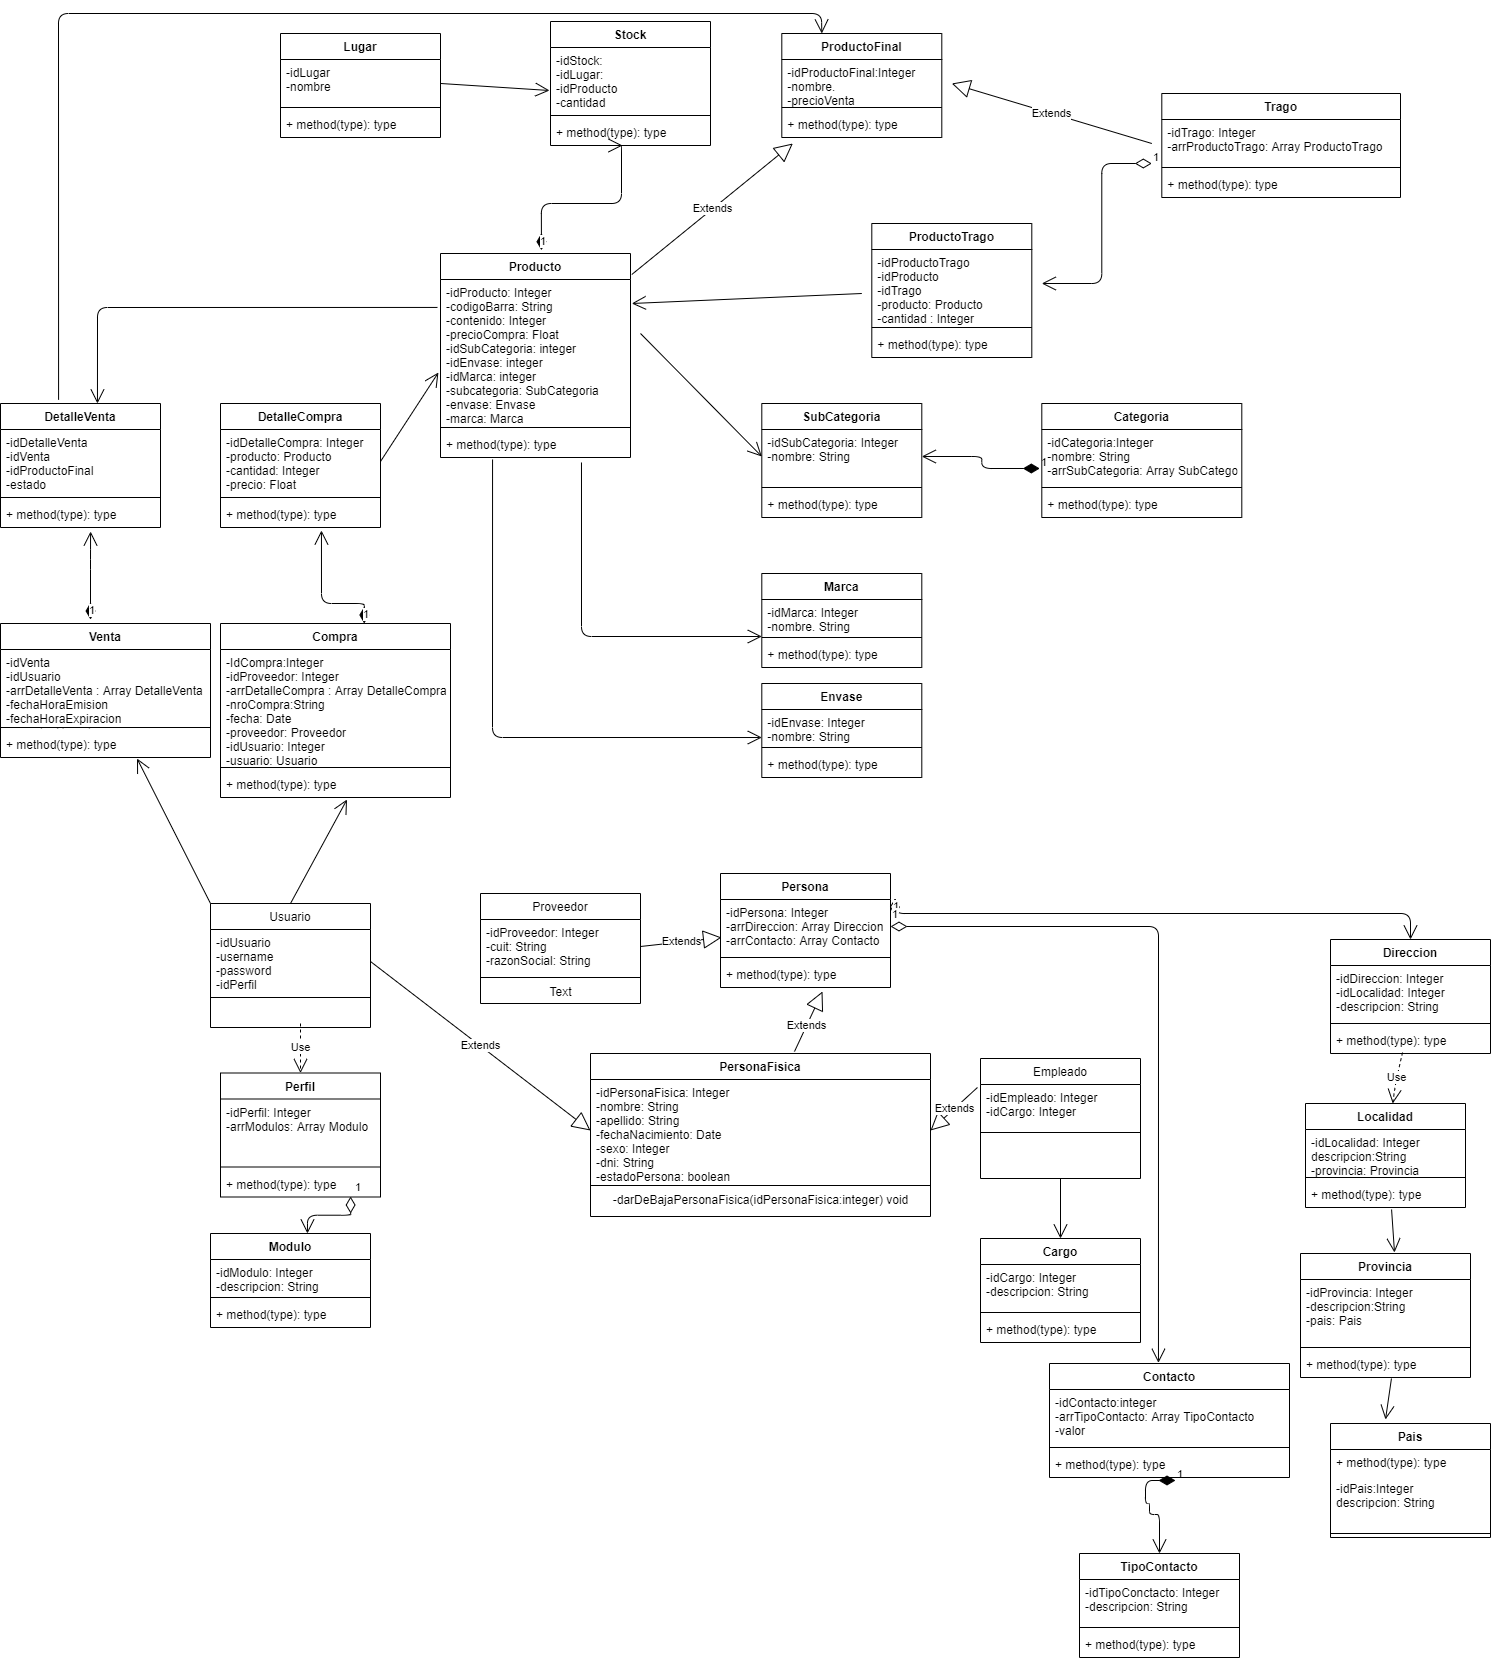 Lugar
-idLugar
-nombre
+ method(type): type
Stock
-idStock:
-idLugar:
-idProducto
-cantidad
+ method(type): type
ProductoFinal
-idProductoFinal:Integer
-nombre.
-precioVenta
+ method(type): type
Extends
Trago
-idTrago: Integer
-arrProductoTrago: Array ProductoTrago
+ method(type): type
1
Extends
1
ProductoTrago
-idProductoTrago
-idProducto
-idTrago
-producto: Producto
-cantidad : Integer
+ method(type): type
Producto
-idProducto: Integer
-codigoBarra: String
-contenido: Integer
-precioCompra: Float
-idSubCategoria: integer
-idEnvase: integer
-idMarca: integer
-subcategoria: SubCategoria
-envase: Envase
-marca: Marca
+ method(type): type
DetalleVenta
-idDetalleVenta
-idVenta
-idProductoFinal
-estado
+ method(type): type
DetalleCompra
-idDetalleCompra: Integer
-producto: Producto
-cantidad: Integer
-precio: Float
+ method(type): type
SubCategoria
-idSubCategoria: Integer
-nombre: String
+ method(type): type
1
Categoria
-idCategoria:Integer
-nombre: String
-arrSubCategoria: Array SubCatego
+ method(type): type
Marca
-idMarca: Integer
-nombre. String
+ method(type): type
Envase
-idEnvase: Integer
-nombre: String
+ method(type): type
1
Venta
-idVenta
-idUsuario
-arrDetalleVenta : Array DetalleVenta
-fechaHoraEmision
-fechaHoraExpiracion
+ method(type): type
1
Compra
-IdCompra:Integer
-idProveedor: Integer
-arrDetalleCompra : Array DetalleCompra
-nroCompra:String
-fecha: Date
-proveedor: Proveedor
-idUsuario: Integer
-usuario: Usuario
+ method(type): type
Usuario
-idUsuario
-username
-password
-idPerfil
Use
Extends
Proveedor
-idProveedor: Integer
-cuit: String
-razonSocial: String
Text
Extends
Persona
-idPersona: Integer
-arrDireccion: Array Direccion
-arrContacto: Array Contacto
+ method(type): type
1
1
Extends
Direccion
-idDireccion: Integer
-idLocalidad: Integer
-descripcion: String
+ method(type): type
Use
Perfil
-idPerfil: Integer
-arrModulos: Array Modulo
+ method(type): type
1
Modulo
-idModulo: Integer
-descripcion: String
+ method(type): type
PersonaFisica
-idPersonaFisica: Integer
-nombre: String
-apellido: String
-fechaNacimiento: Date
-sexo: Integer
-dni: String
-estadoPersona: boolean
-darDeBajaPersonaFisica(idPersonaFisica:integer) void
Extends
Empleado
-idEmpleado: Integer
-idCargo: Integer
Cargo
-idCargo: Integer
-descripcion: String
+ method(type): type
Localidad
-idLocalidad: Integer
descripcion:String
-provincia: Provincia
+ method(type): type
Provincia
-idProvincia: Integer
-descripcion:String
-pais: Pais
+ method(type): type
Contacto
-idContacto:integer
-arrTipoContacto: Array TipoContacto
-valor
+ method(type): type
1
Pais
+ method(type): type
-idPais:Integer
descripcion: String
TipoContacto
-idTipoConctacto: Integer
-descripcion: String
+ method(type): type